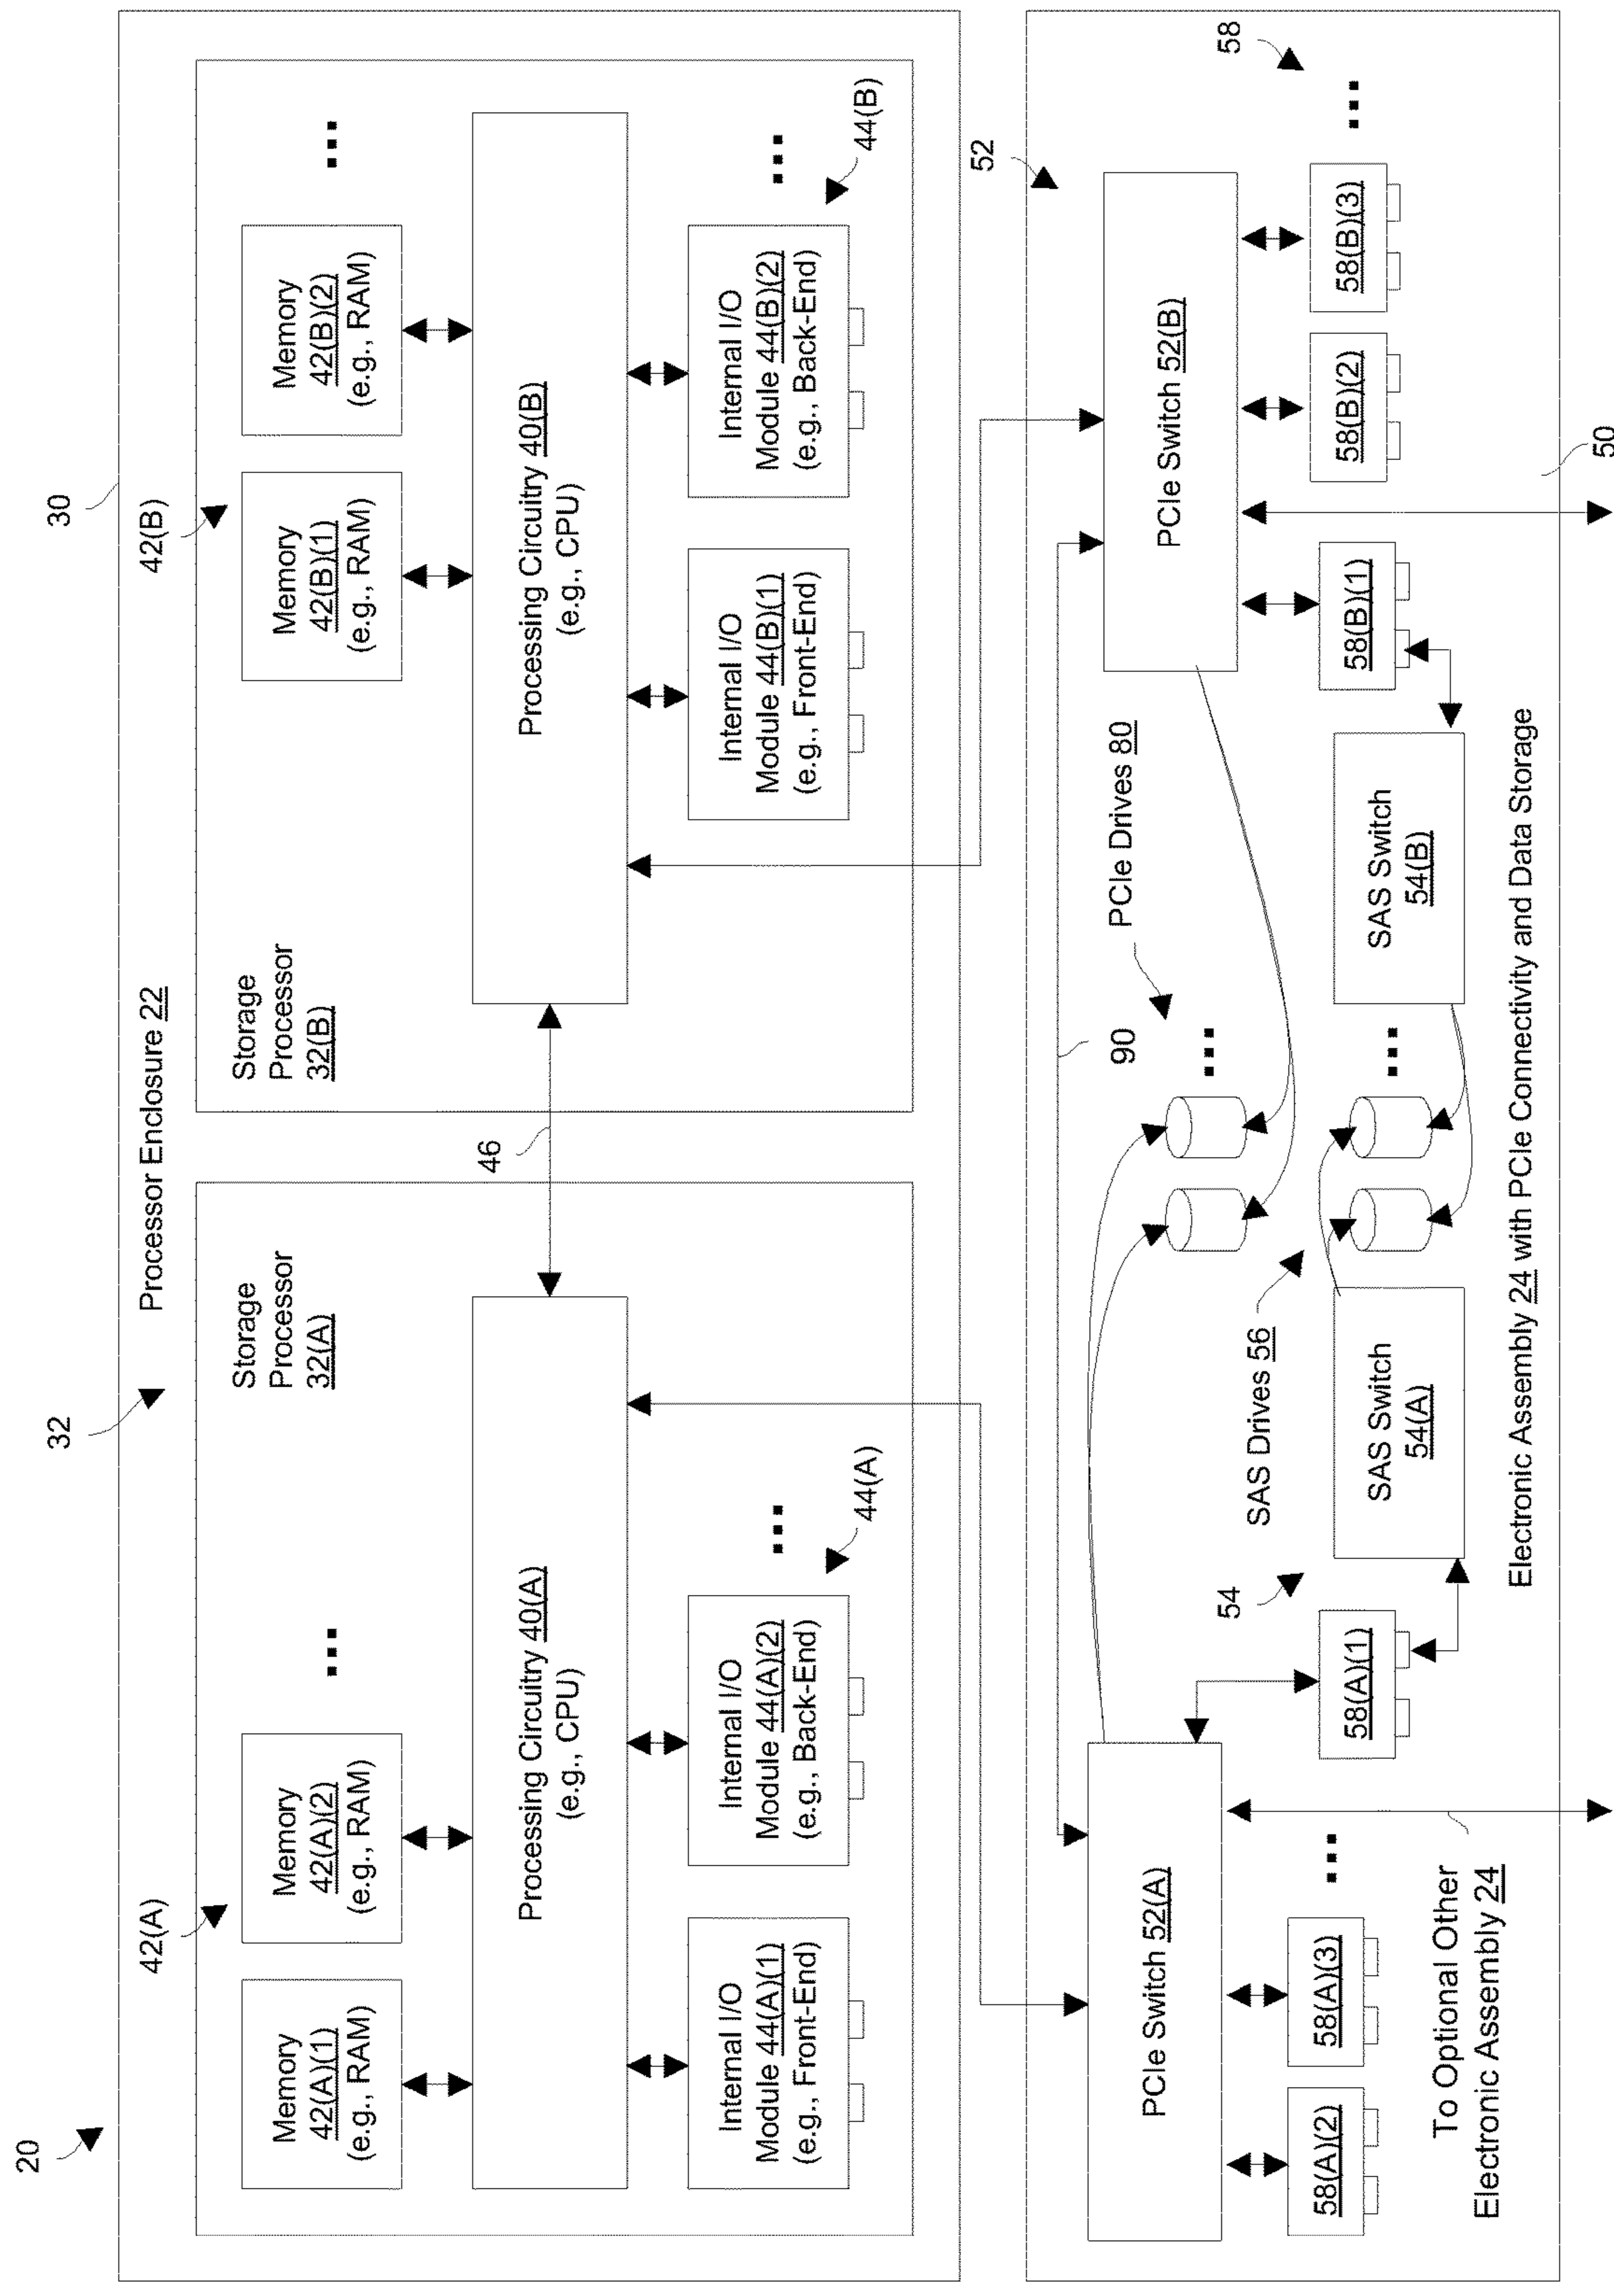 20
32
30
Processor Enclosure 22
42(A)
42(B)
Storage
Processor
32(A)
Storage
Processor
32(B)
Memory
42(A)(1)
(e.g., RAM)
Memory
42(A)(2)
(e.g., RAM)
Memory
42(B)(1)
(e.g., RAM)
Memory
42(B)(2)
(e.g., RAM)
46
Processing Circuitry 40(A)
(e.g., CPU)
Processing Circuitry 40(B)
(e.g., CPU)
Internal I/O
Module 44(A)(1)
(e.g., Front-End)
Internal I/O
Module 44(A)(2)
(e.g., Back-End)
44(A)
Internal I/O
Module 44(B)(1)
(e.g., Front-End)
Internal I/O
Module 44(B)(2)
(e.g., Back-End)
44(B)
52
PCIe Switch 52(A)
90
PCIe Drives 80
PCIe Switch 52(B)
58
58(A)(2)
58(A)(3)
58(A)(1)
54
SAS Drives 56
SAS Switch
54(A)
SAS Switch
54(B)
58(B)(1)
58(B)(2)
58(B)(3)
To Optional Other
Electronic Assembly 24
Electronic Assembly 24 with PCIe Connectivity and Data Storage
50